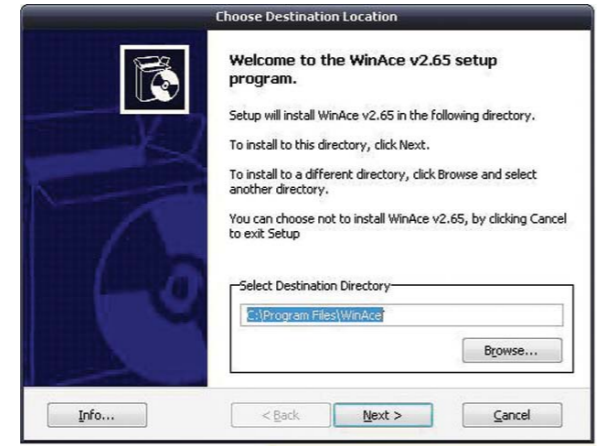 Choose Destination Location
Welcome to the WinAce v2.65 setup
program.
Setup will install WinAce v2.65 in the following directory.
To install to this directory, click Next.
To install to a different directory, click Browse and select
another directory.
You can choose not to install WinAce v2.65, by clicking Cancel
to exit Setup
Select Destination Directory
C:\Program Files\WinAce
Browse...
Info...
< Back
Next >
Cancel